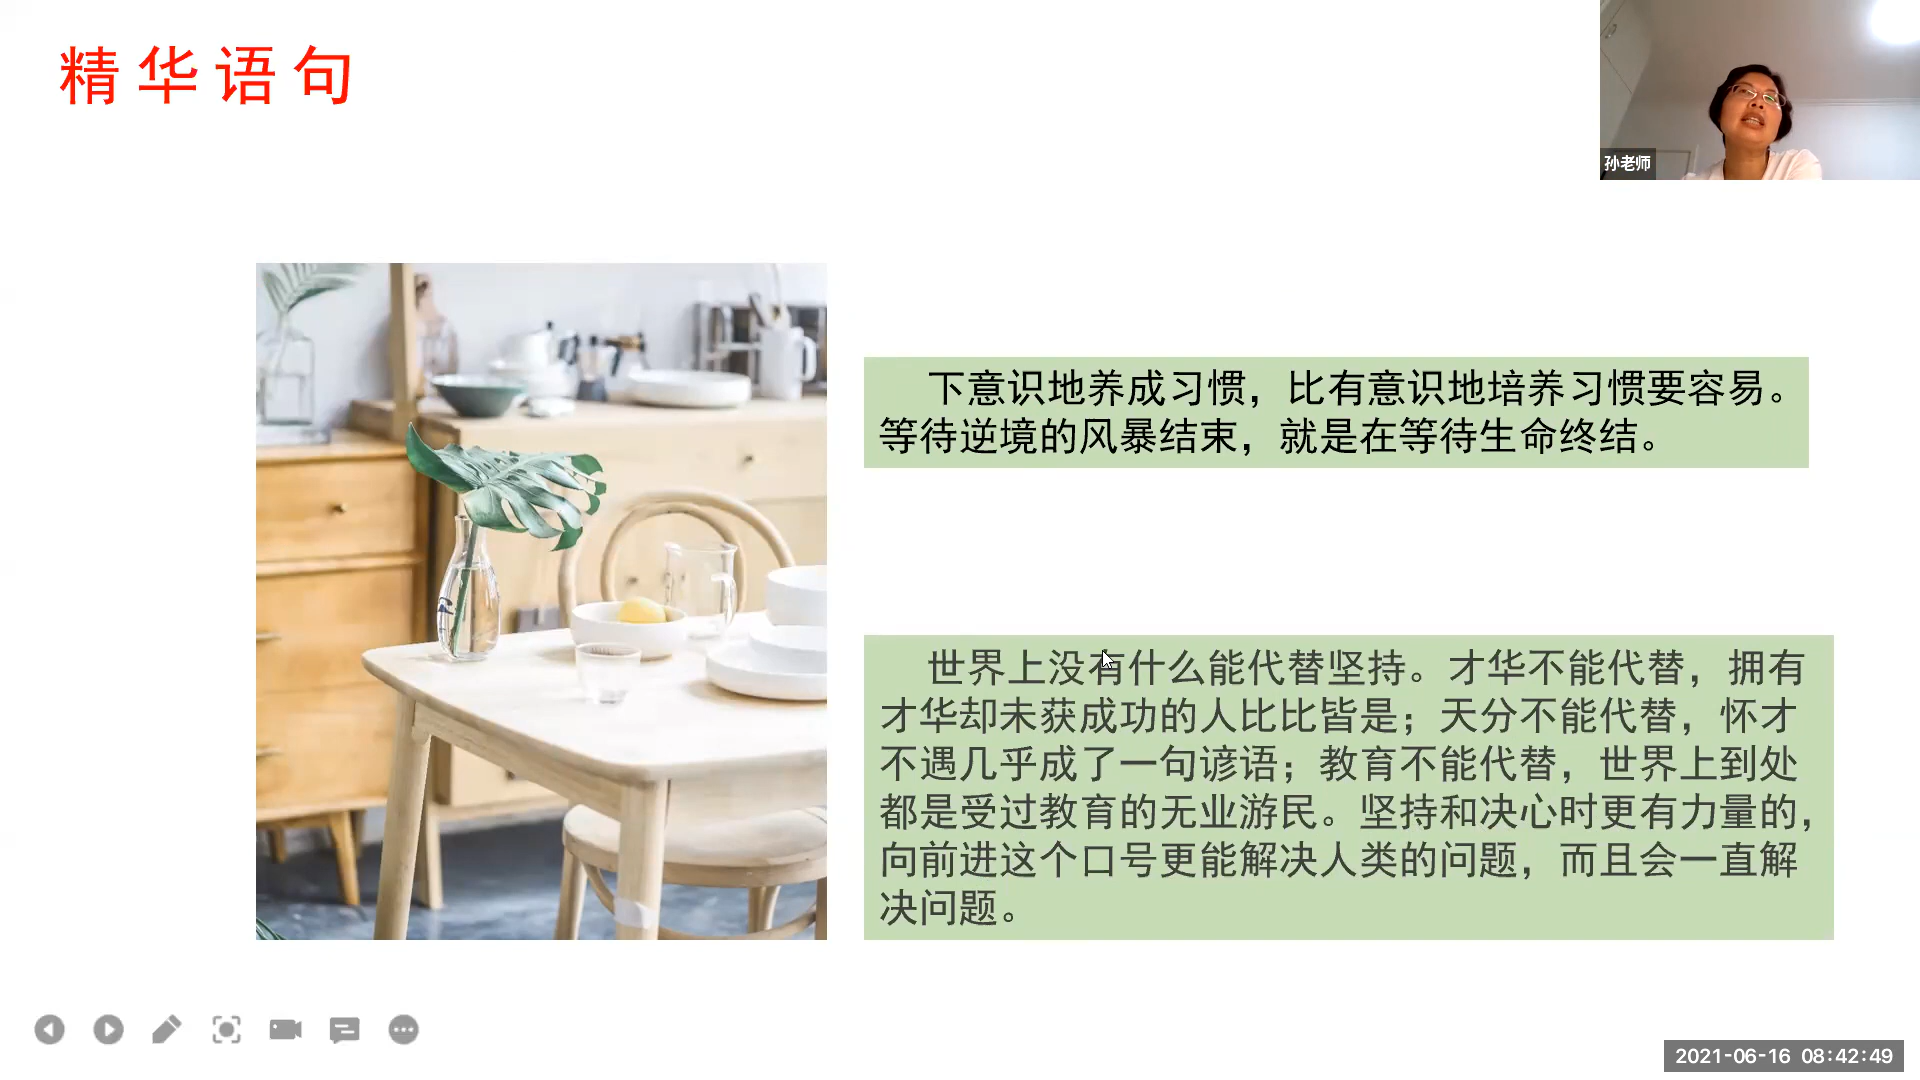 精华语句
孙老师
下意识地养成习惯，比有意识地培养习惯要容易。
等待逆境的风暴结束，就是在等待生命终结。
世界上没有什么能代替坚持。才华不能代替，拥有
才华却未获成功的人比比皆是；天分不能代替，怀才
不遇几乎成了一句谚语；教育不能代替，世界上到处
都是受过教育的无业游民。坚持和决心时更有力量的，
向前进这个口号更能解决人类的问题，而且会一直解
决问题。
2021-06-16 08:42:49